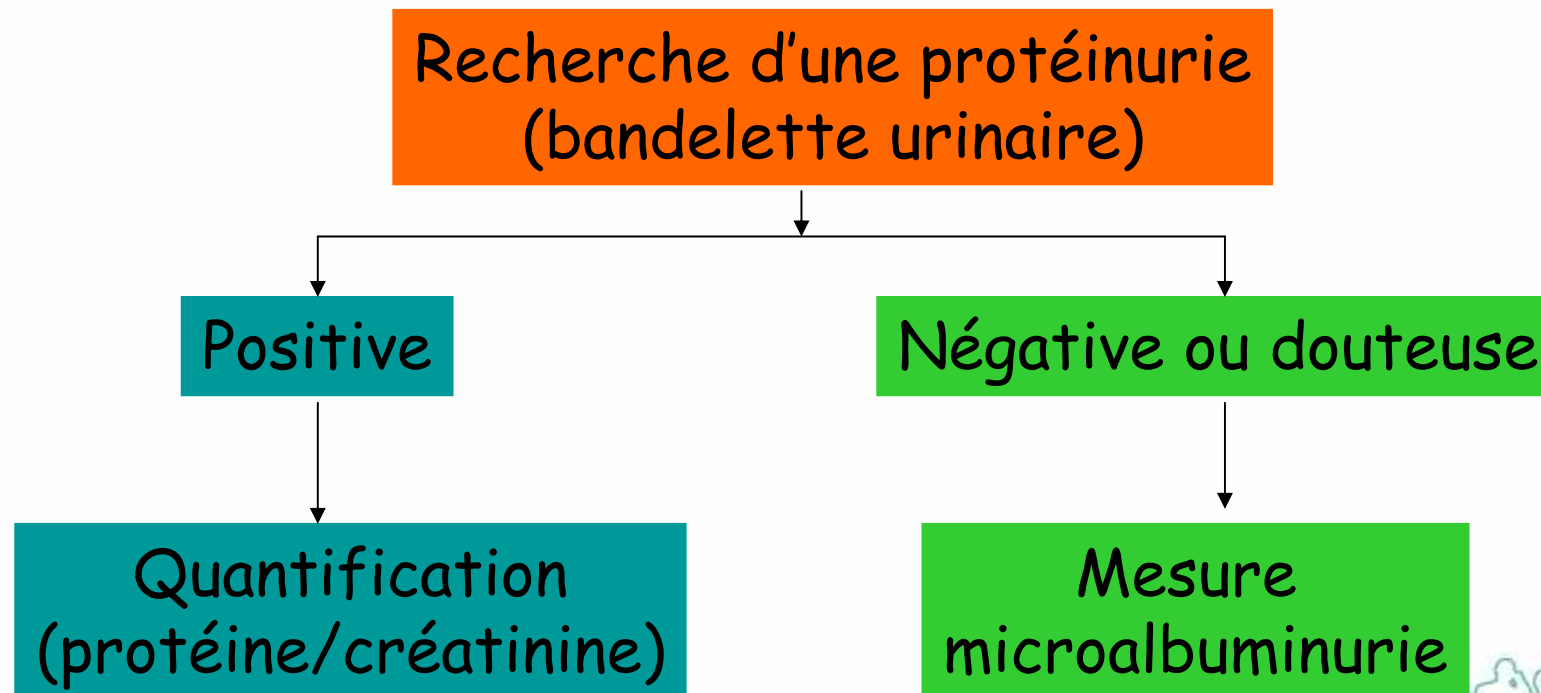 Recherche d'une protéinurie
(bandelette urinaire)
Positive
Négative ou douteuse
Quantification
(protéine/créatinine)
Mesure
microalbuminurie